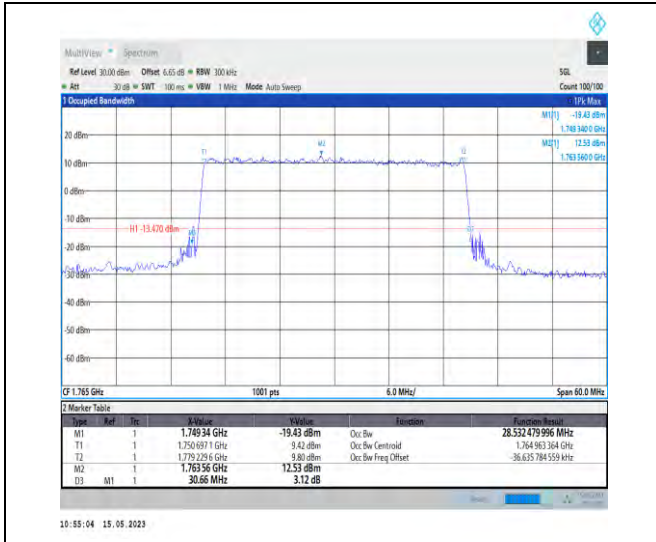 MultiView Spectrum
Ref Level 30.00 dBm Offset 6.65 dB RBW 300 kHz SGL
Att 30 dB SWT 100 ms VBW 1 MHz Mode Auto Sweep Count 100/100
1 Occupied Bandwidth 1Pk Max
M1[1] -19.43 dBm
1.749 340 0 GHz
M2[1] 12.53 dBm
1.763 560 0 GHz
20 dBm
M2
T1 T2
10 dBm
0 dBm
-10 dBm
H1 -13.470 dBm
-20 dBm
-30 dBm
-40 dBm
-50 dBm
-60 dBm
CF 1.765 GHz 1001 pts 6.0 MHz/ Span 60.0 MHz
2 Marker Table
Type Ref Trc X-Value Y-Value Function Function Result
M1 1 1.749 34 GHz -19.43 dBm Occ Bw 28.532 479 996 MHz
T1 1 1.750 697 1 GHz 9.42 dBm Occ Bw Centroid 1.764 963 364 GHz
T2 1 1.779 229 6 GHz 9.80 dBm Occ Bw Freq Offset -36.635 784 559 kHz
M2 1 1.763 56 GHz 12.53 dBm
D3 M1 1 30.66 MHz 3.12 dB
10:55:04 15.05.2023